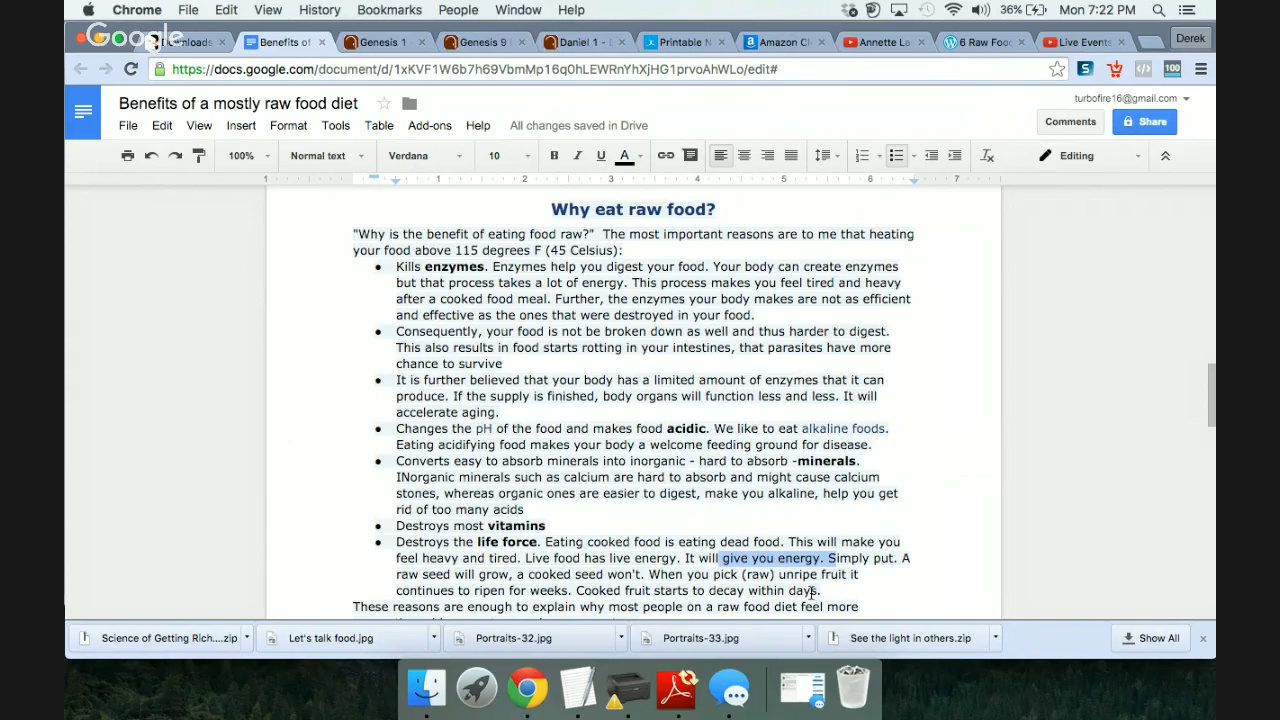 Chrome File Edit View History Bookmarks People Window Help 36% Mon 7:22 PM
Google
Downloads Benefits of Genesis 1 - Genesis 9 Daniel 1 - Printable N Amazon Cl Annette La 6 Raw Food Live Events Derek
https://docs.google.com/document/d/1xKVF1W6b7h69VsmMp16q0hLEWRnYhXjHG1prvoAhWLo/edit# S 100
Benefits of a mostly raw food diet turbofire16@gmail.com
File Edit View Insert Format Tools Table Add-ons Help All changes saved in Drive Comments Share
100% Normal text Verdana 10 B I U A Editing
1 1 2 3 4 5 6 7
Why eat raw food?
"Why is the benefit of eating food raw?" The most important reasons are to me that heating
your food above 115 degrees F (45 Celsius):
• Kills enzymes. Enzymes help you digest your food. Your body can create enzymes
but that process takes a lot of energy. This process makes you feel tired and heavy
after a cooked food meal. Further, the enzymes your body makes are not as efficient
and effective as the ones that were destroyed in your food.
• Consequently, your food is not be broken down as well and thus harder to digest.
This also results in food starts rotting in your intestines, that parasites have more
chance to survive
• It is further believed that your body has a limited amount of enzymes that it can
produce. If the supply is finished, body organs will function less and less. It will
accelerate aging.
• Changes the pH of the food and makes food acidic. We like to eat alkaline foods.
Eating acidifying food makes your body a welcome feeding ground for disease.
• Converts easy to absorb minerals into inorganic - hard to absorb -minerals.
INorganic minerals such as calcium are hard to absorb and might cause calcium
stones, whereas organic ones are easier to digest, make you alkaline, help you get
rid of too many acids
• Destroys most vitamins
• Destroys the life force. Eating cooked food is eating dead food. This will make you
feel heavy and tired. Live food has live energy. It will give you energy. Simply put. A
raw seed will grow, a cooked seed won't. When you pick (raw) unripe fruit it
continues to ripen for weeks. Cooked fruit starts to decay within days.
These reasons are enough to explain why most people on a raw food diet feel more
Science of Getting Rich....zip Let's talk food.jpg Portraits-32.jpg Portraits-33.jpg See the light in others.zip Show All